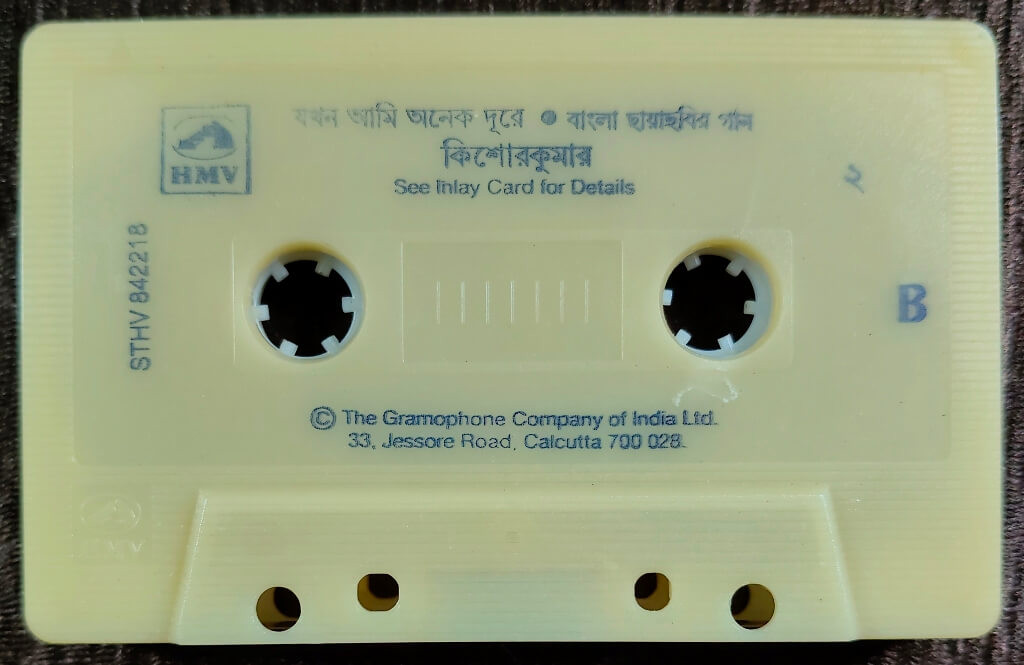 যখন আমি অনেক দূরে ● বাংলা ছায়াছবির গান
কিশোরকুমার
See Inlay Card for Details
HMV
২
STHV 842218
B
© The Gramophone Company of India Ltd.
33, Jessore Road, Calcutta 700 028.
HMV